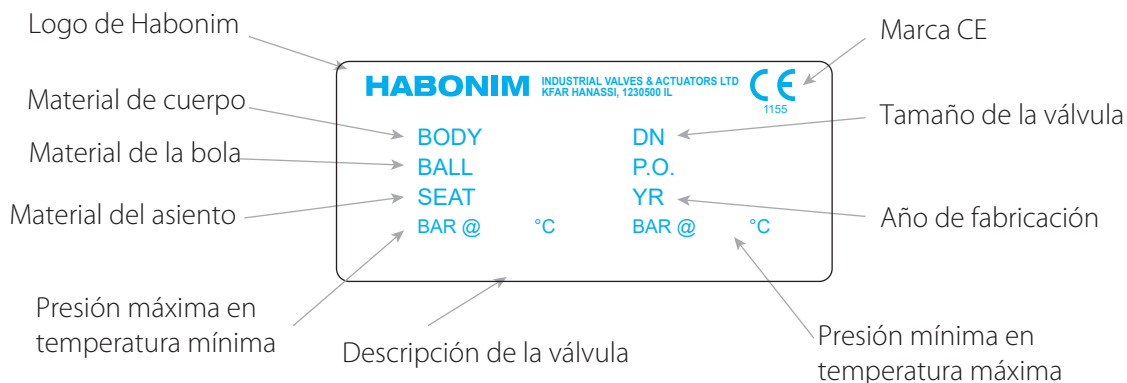 Logo de Habonim
Marca CE
HABONIM
INDUSTRIAL VALVES & ACTUATORS LTD
KFAR HANASSI, 1230500 IL
CE
1155
Material de cuerpo
Tamaño de la válvula
BODY
DN
Material de la bola
BALL
P.O.
Material del asiento
SEAT
YR
Año de fabricación
BAR @ °C
BAR @ °C
Presión máxima en
temperatura mínima
Descripción de la válvula
Presión mínima en
temperatura máxima